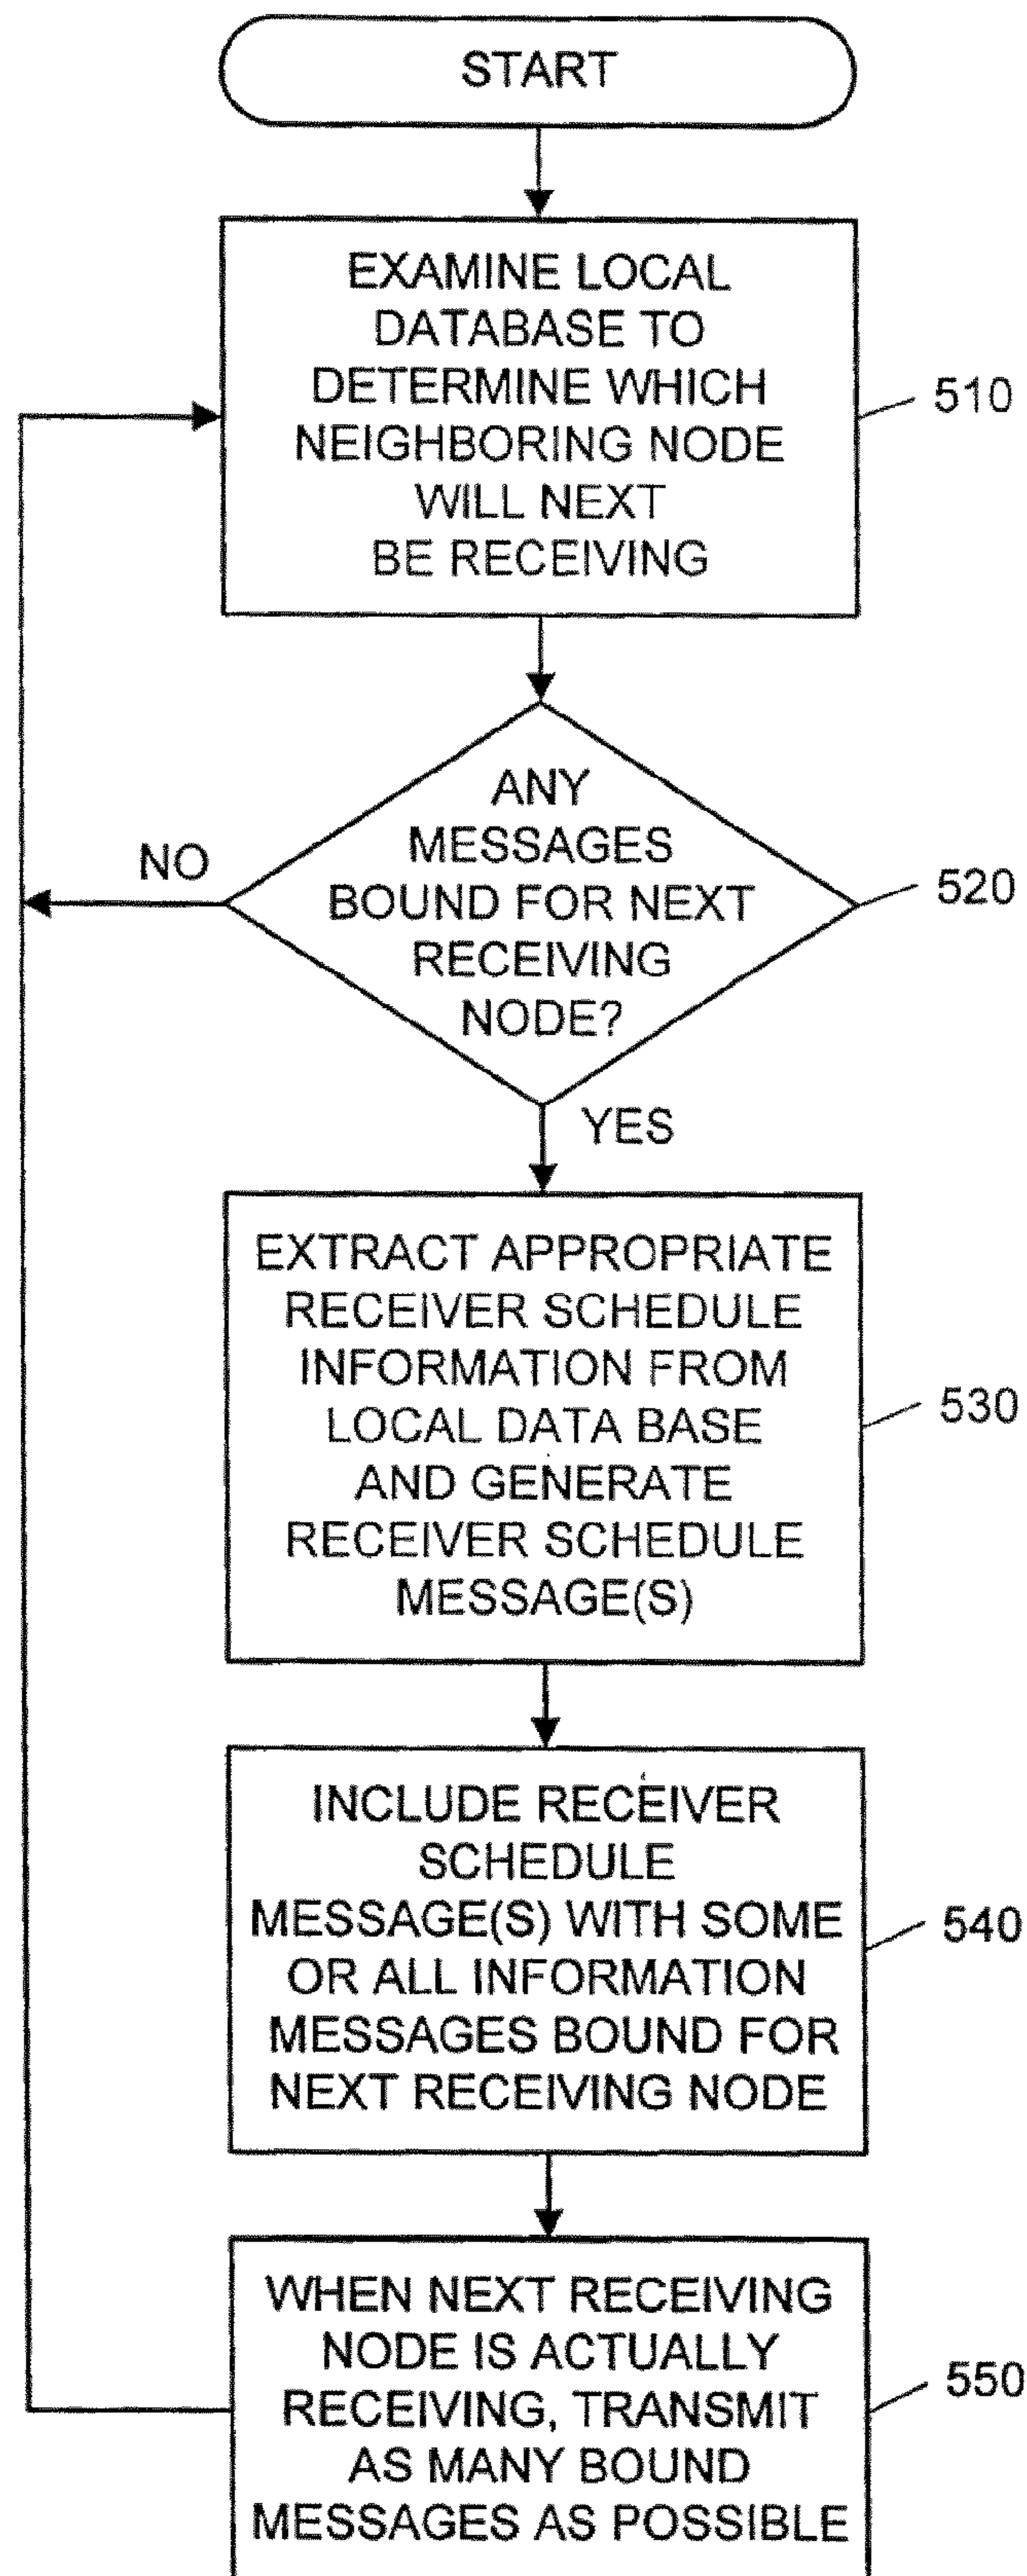 START
EXAMINE LOCAL
DATABASE TO
DETERMINE WHICH
NEIGHBORING NODE
WILL NEXT
BE RECEIVING
510
ANY
MESSAGES
BOUND FOR NEXT
RECEIVING
NODE?
NO
520
YES
EXTRACT APPROPRIATE
RECEIVER SCHEDULE
INFORMATION FROM
LOCAL DATA BASE
AND GENERATE
RECEIVER SCHEDULE
MESSAGE(S)
530
INCLUDE RECEIVER
SCHEDULE
MESSAGE(S) WITH SOME
OR ALL INFORMATION
MESSAGES BOUND FOR
NEXT RECEIVING NODE
540
WHEN NEXT RECEIVING
NODE IS ACTUALLY
RECEIVING, TRANSMIT
AS MANY BOUND
MESSAGES AS POSSIBLE
550